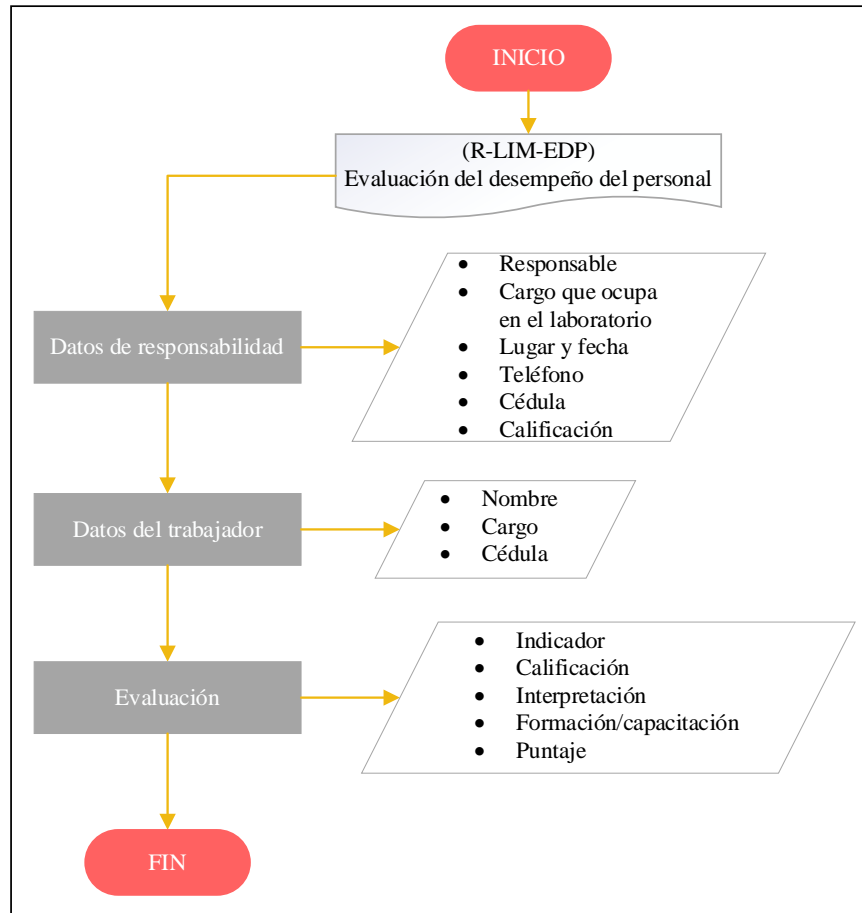 INICIO
(R-LIM-EDP)
Evaluación del desempeño del personal
Datos de responsabilidad
• Responsable
• Cargo que ocupa
en el laboratorio
• Lugar y fecha
• Teléfono
• Cédula
• Calificación
Datos del trabajador
• Nombre
• Cargo
• Cédula
Evaluación
• Indicador
• Calificación
• Interpretación
• Formación/capacitación
• Puntaje
FIN